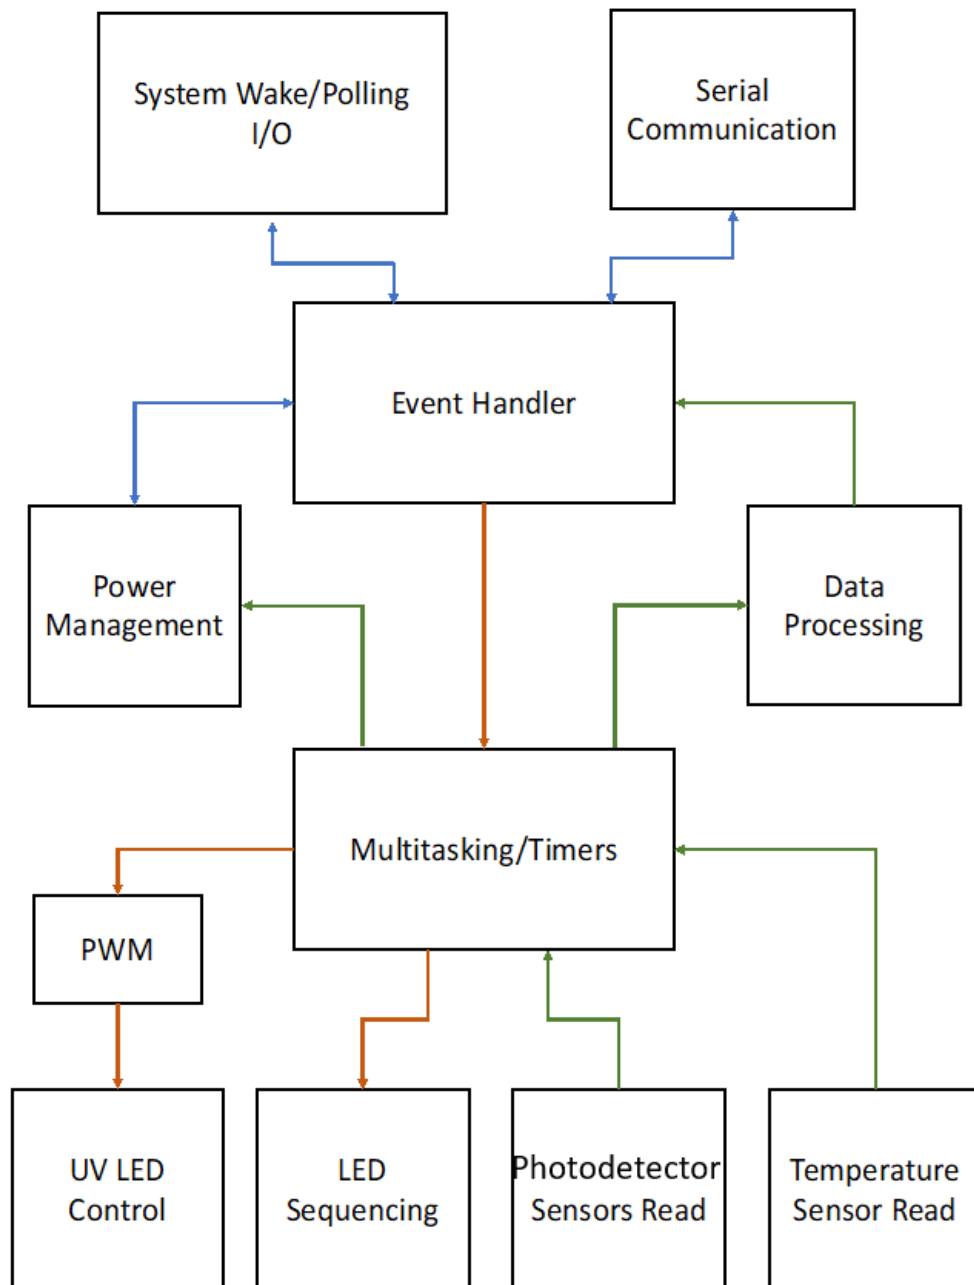 System Wake/Polling
I/O
Serial
Communication
Event Handler
Power
Management
Data
Processing
Multitasking/Timers
PWM
UV LED
Control
LED
Sequencing
Photodetector
Sensors Read
Temperature
Sensor Read